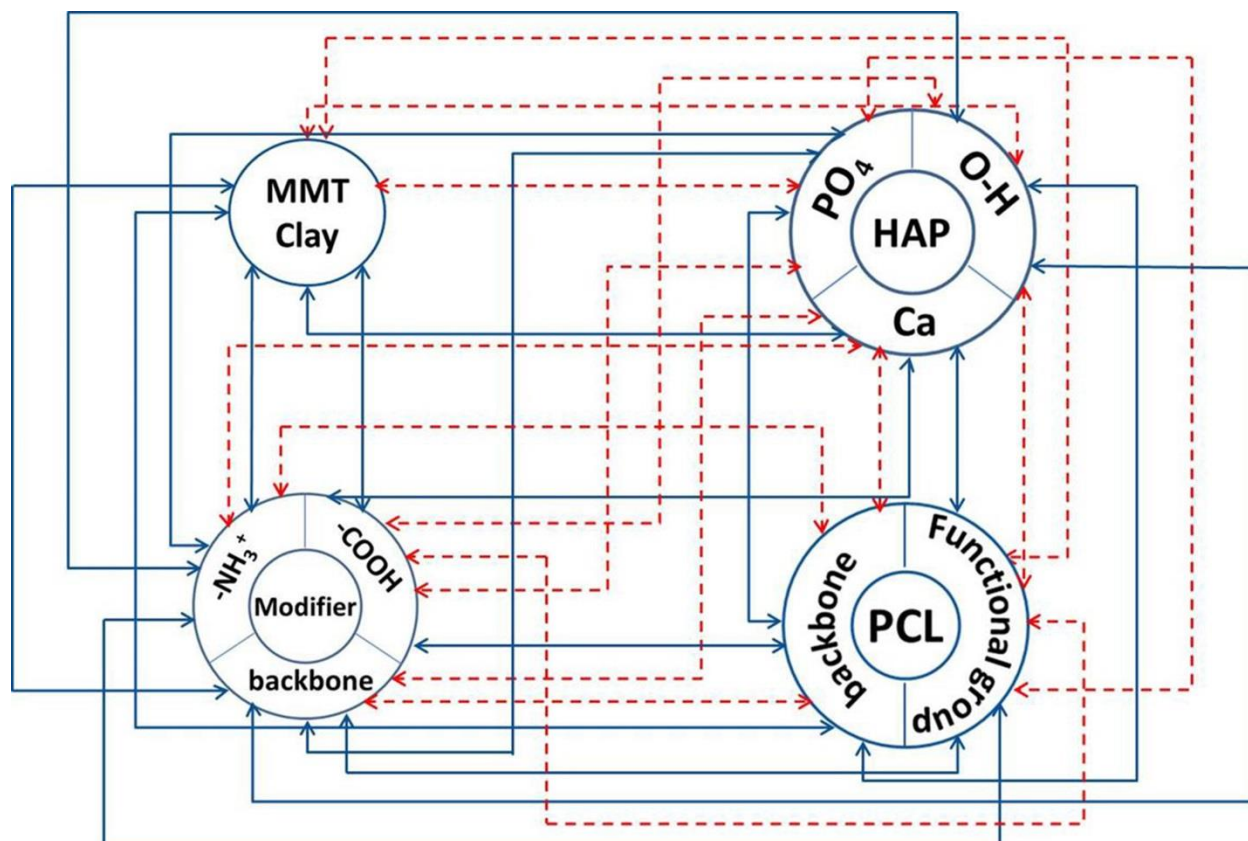 MMT
Clay
PO₄
O-H
HAP
Ca
-NH₃⁺
-COOH
Modifier
backbone
backbone
Functional group
PCL